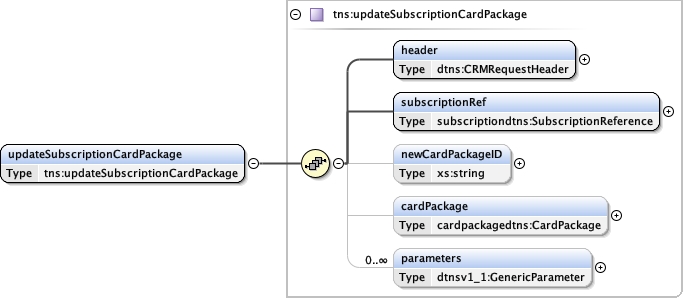 tns:updateSubscriptionCardPackage
header
Type dtns:CRMRequestHeader
subscriptionRef
Type subscriptiondtns:SubscriptionReference
updateSubscriptionCardPackage
Type tns:updateSubscriptionCardPackage
newCardPackageID
Type xs:string
cardPackage
Type cardpackagedtns:CardPackage
0..∞
parameters
Type dtnsv1_1:GenericParameter